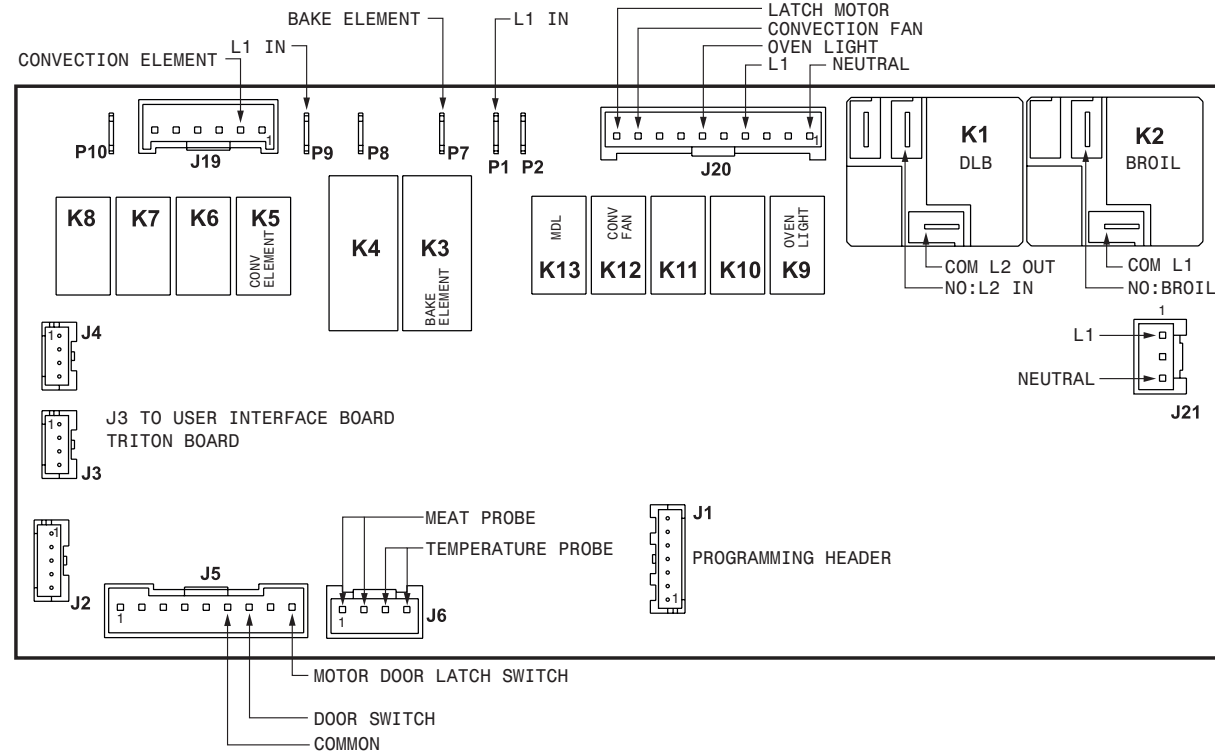 LATCH MOTOR
BAKE ELEMENT
L1 IN
CONVECTION FAN
L1 IN
OVEN LIGHT
CONVECTION ELEMENT
L1
NEUTRAL
P10
1
J19
P9
P8
P7
P1
P2
1
J20
K1
DLB
K2
BROIL
K8
K7
K6
K5
CONV
ELEMENT
K4
K3
BAKE
ELEMENT
MDL
K13
CONV
FAN
K12
K11
K10
OVEN
LIGHT
K9
COM L2 OUT
NO:L2 IN
COM L1
NO:BROIL
1
J4
1
L1
NEUTRAL
J21
J3 TO USER INTERFACE BOARD
TRITON BOARD
1
J3
MEAT PROBE
TEMPERATURE PROBE
J1
PROGRAMMING HEADER
1
1
J2
J5
1
1
J6
MOTOR DOOR LATCH SWITCH
DOOR SWITCH
COMMON